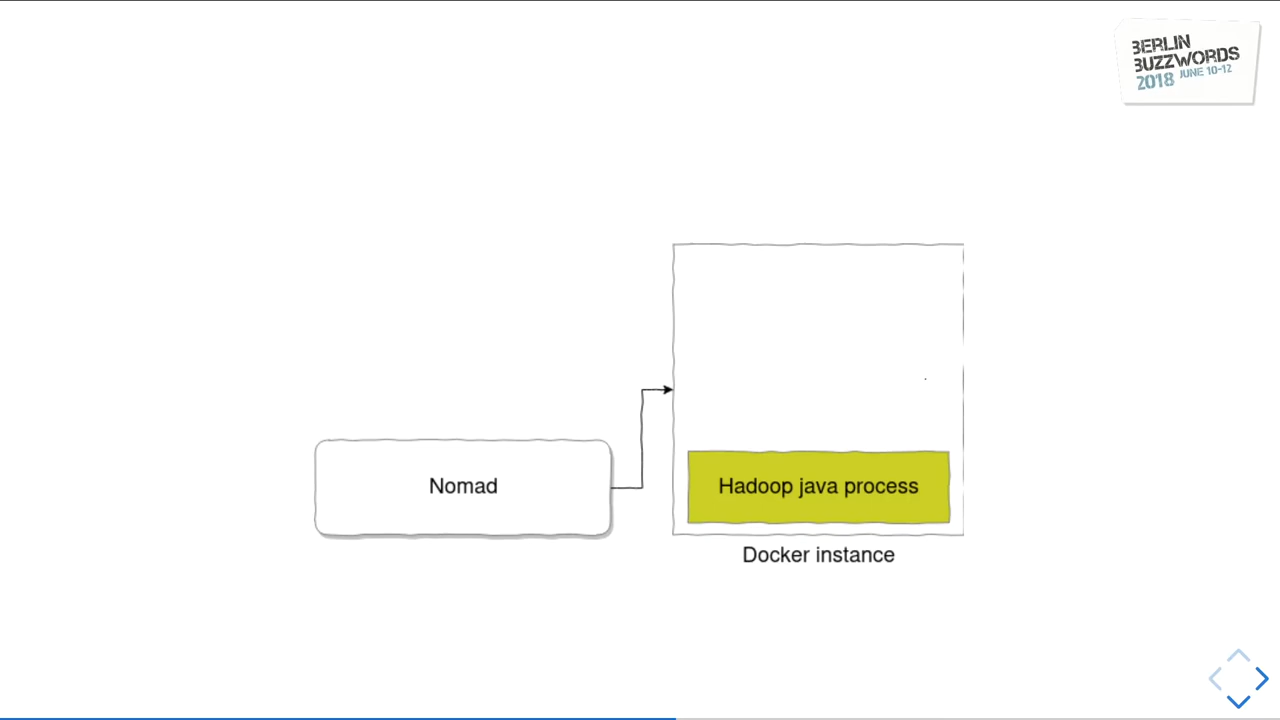 BERLIN
BUZZWORDS
2018 JUNE 10-12
Nomad
Hadoop java process
Docker instance